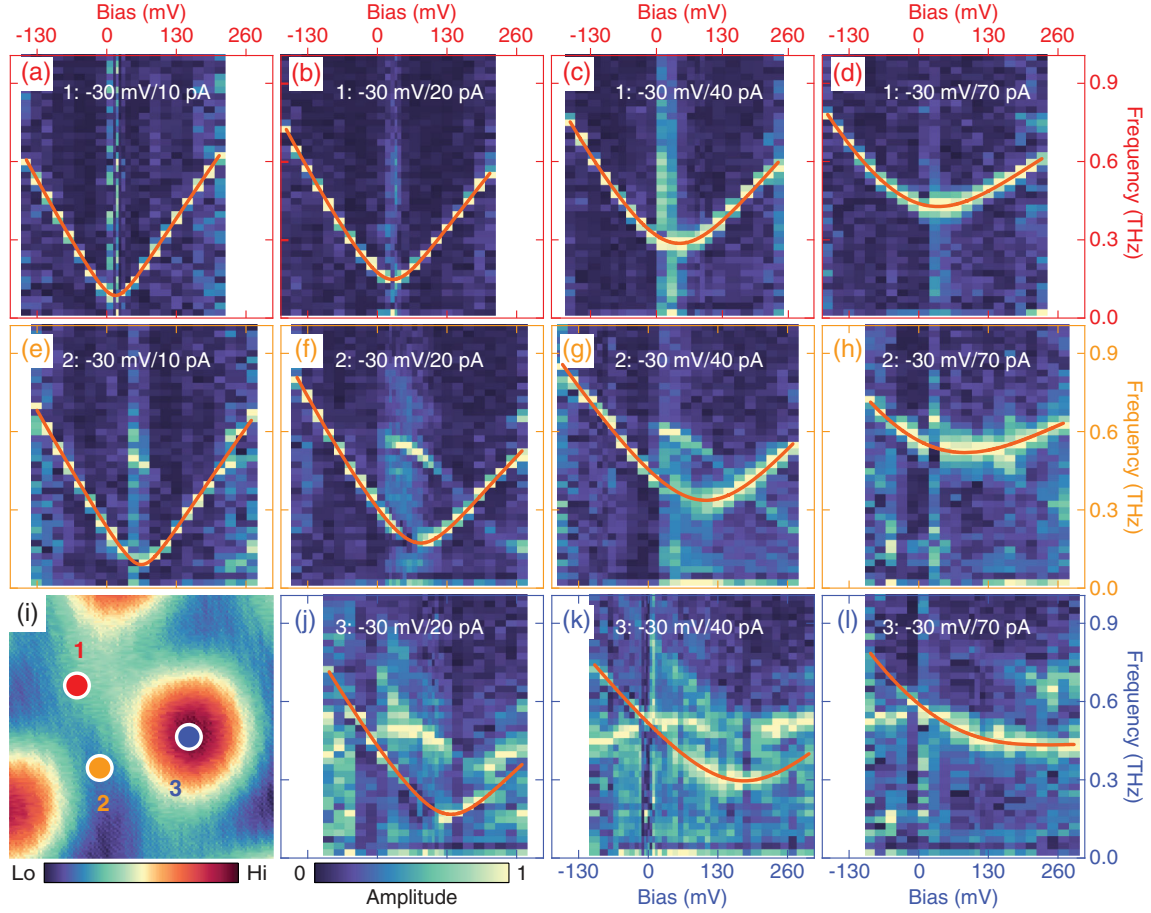 Bias (mV) Bias (mV) Bias (mV) Bias (mV)
-130 0 130 260 -130 0 130 260 -130 0 130 260 -130 0 130 260
(a) (b) (c) (d)
1: -30 mV/10 pA 1: -30 mV/20 pA 1: -30 mV/40 pA 1: -30 mV/70 pA
0.9
0.6
0.3
0.0
Frequency (THz)
(e) (f) (g) (h)
2: -30 mV/10 pA 2: -30 mV/20 pA 2: -30 mV/40 pA 2: -30 mV/70 pA
0.9
0.6
0.3
0.0
Frequency (THz)
(i) (j) (k) (l)
3: -30 mV/20 pA 3: -30 mV/40 pA 3: -30 mV/70 pA
1
2
3
0.9
0.6
0.3
0.0
Frequency (THz)
Lo Hi
0 1
Amplitude
-130 0 130 260 -130 0 130 260
Bias (mV) Bias (mV)